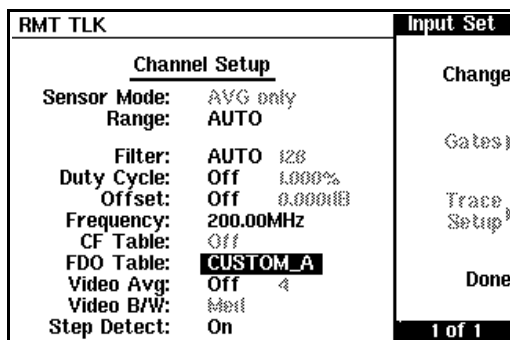 RMT TLK
Channel Setup
Sensor Mode: AVG only
Range: AUTO
Filter: AUTO 128
Duty Cycle: Off 1.000%
Offset: Off 0.000dB
Frequency: 200.00MHz
CF Table: Off
FDO Table: CUSTOM_A
Video Avg: Off 4
Video B/W: Med
Step Detect: On
Input Set
Change
Gates
Trace
Setup
Done
1 of 1